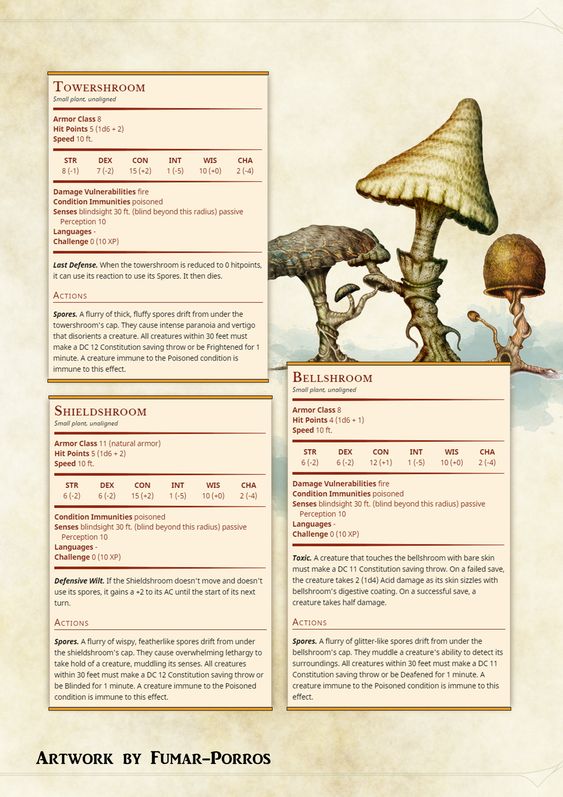 Towershroom
Small plant, unaligned
Armor Class 8
Hit Points 5 (1d6 + 2)
Speed 10 ft.
STR DEX CON INT WIS CHA
8 (-1) 7 (-2) 15 (+2) 1 (-5) 10 (+0) 2 (-4)
Damage Vulnerabilities fire
Condition Immunities poisoned
Senses blindsight 30 ft. (blind beyond this radius) passive
Perception 10
Languages -
Challenge 0 (10 XP)
Last Defense. When the towershroom is reduced to 0 hitpoints,
it can use its reaction to use its Spores. It then dies.
Actions
Spores. A flurry of thick, fluffy spores drift from under the
towershroom's cap. They cause intense paranoia and vertigo
that disorients a creature. All creatures within 30 feet must
make a DC 12 Constitution saving throw or be Frightened for 1
minute. A creature immune to the Poisoned condition is
immune to this effect.
Shieldshroom
Small plant, unaligned
Armor Class 11 (natural armor)
Hit Points 5 (1d6 + 2)
Speed 10 ft.
STR DEX CON INT WIS CHA
6 (-2) 6 (-2) 15 (+2) 1 (-5) 10 (+0) 2 (-4)
Condition Immunities poisoned
Senses blindsight 30 ft. (blind beyond this radius) passive
Perception 10
Languages -
Challenge 0 (10 XP)
Defensive Wilt. If the Shieldshroom doesn't move and doesn't
use its spores, it gains a +2 to its AC until the start of its next
turn.
Actions
Spores. A flurry of wispy, featherlike spores drift from under
the shieldshroom's cap. They cause overwhelming lethargy to
take hold of a creature, muddling its senses. All creatures
within 30 feet must make a DC 12 Constitution saving throw or
be Blinded for 1 minute. A creature immune to the Poisoned
condition is immune to this effect.
Bellshroom
Small plant, unaligned
Armor Class 8
Hit Points 4 (1d6 + 1)
Speed 10 ft.
STR DEX CON INT WIS CHA
6 (-2) 6 (-2) 12 (+1) 1 (-5) 10 (+0) 2 (-4)
Damage Vulnerabilities fire
Condition Immunities poisoned
Senses blindsight 30 ft. (blind beyond this radius) passive
Perception 10
Languages -
Challenge 0 (10 XP)
Toxic. A creature that touches the bellshroom with bare skin
must make a DC 11 Constitution saving throw. On a failed save,
the creature takes 2 (1d4) Acid damage as its skin sizzles with
bellshroom's digestive coating. On a successful save, a
creature takes half damage.
Actions
Spores. A flurry of glitter-like spores drift from under the
bellshroom's cap. They muddle a creature's ability to detect its
surroundings. All creatures within 30 feet must make a DC 11
Constitution saving throw or be Deafened for 1 minute. A
creature immune to the Poisoned condition is immune to this
effect.
Artwork by Fumar-Porros